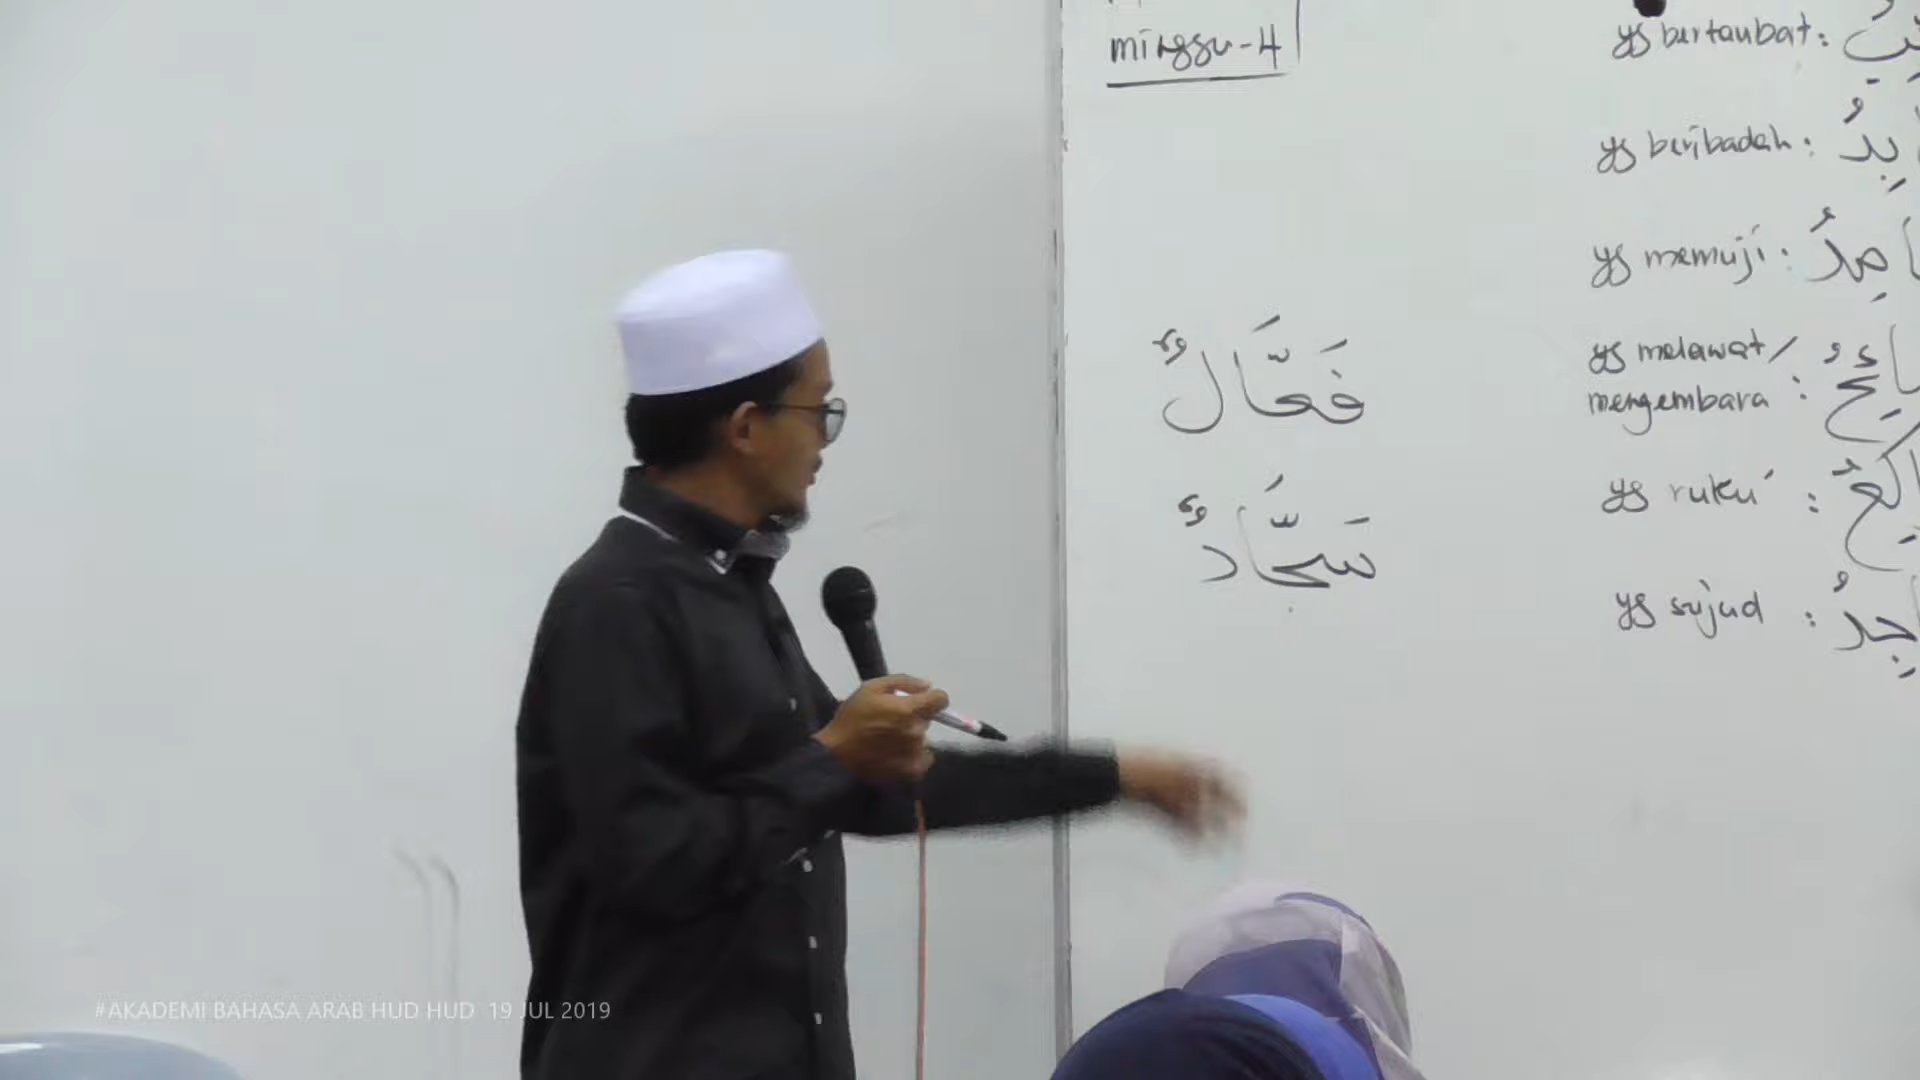 minggu-4
yg bertaubat :
yg beribadah :
yg memuji :
yg melawat/
mengembara :
yg ruku' :
yg sujud :
فَعَّالٌ
سَجَّادٌ
#AKADEMI BAHASA ARAB HUD HUD 19 JUL 2019